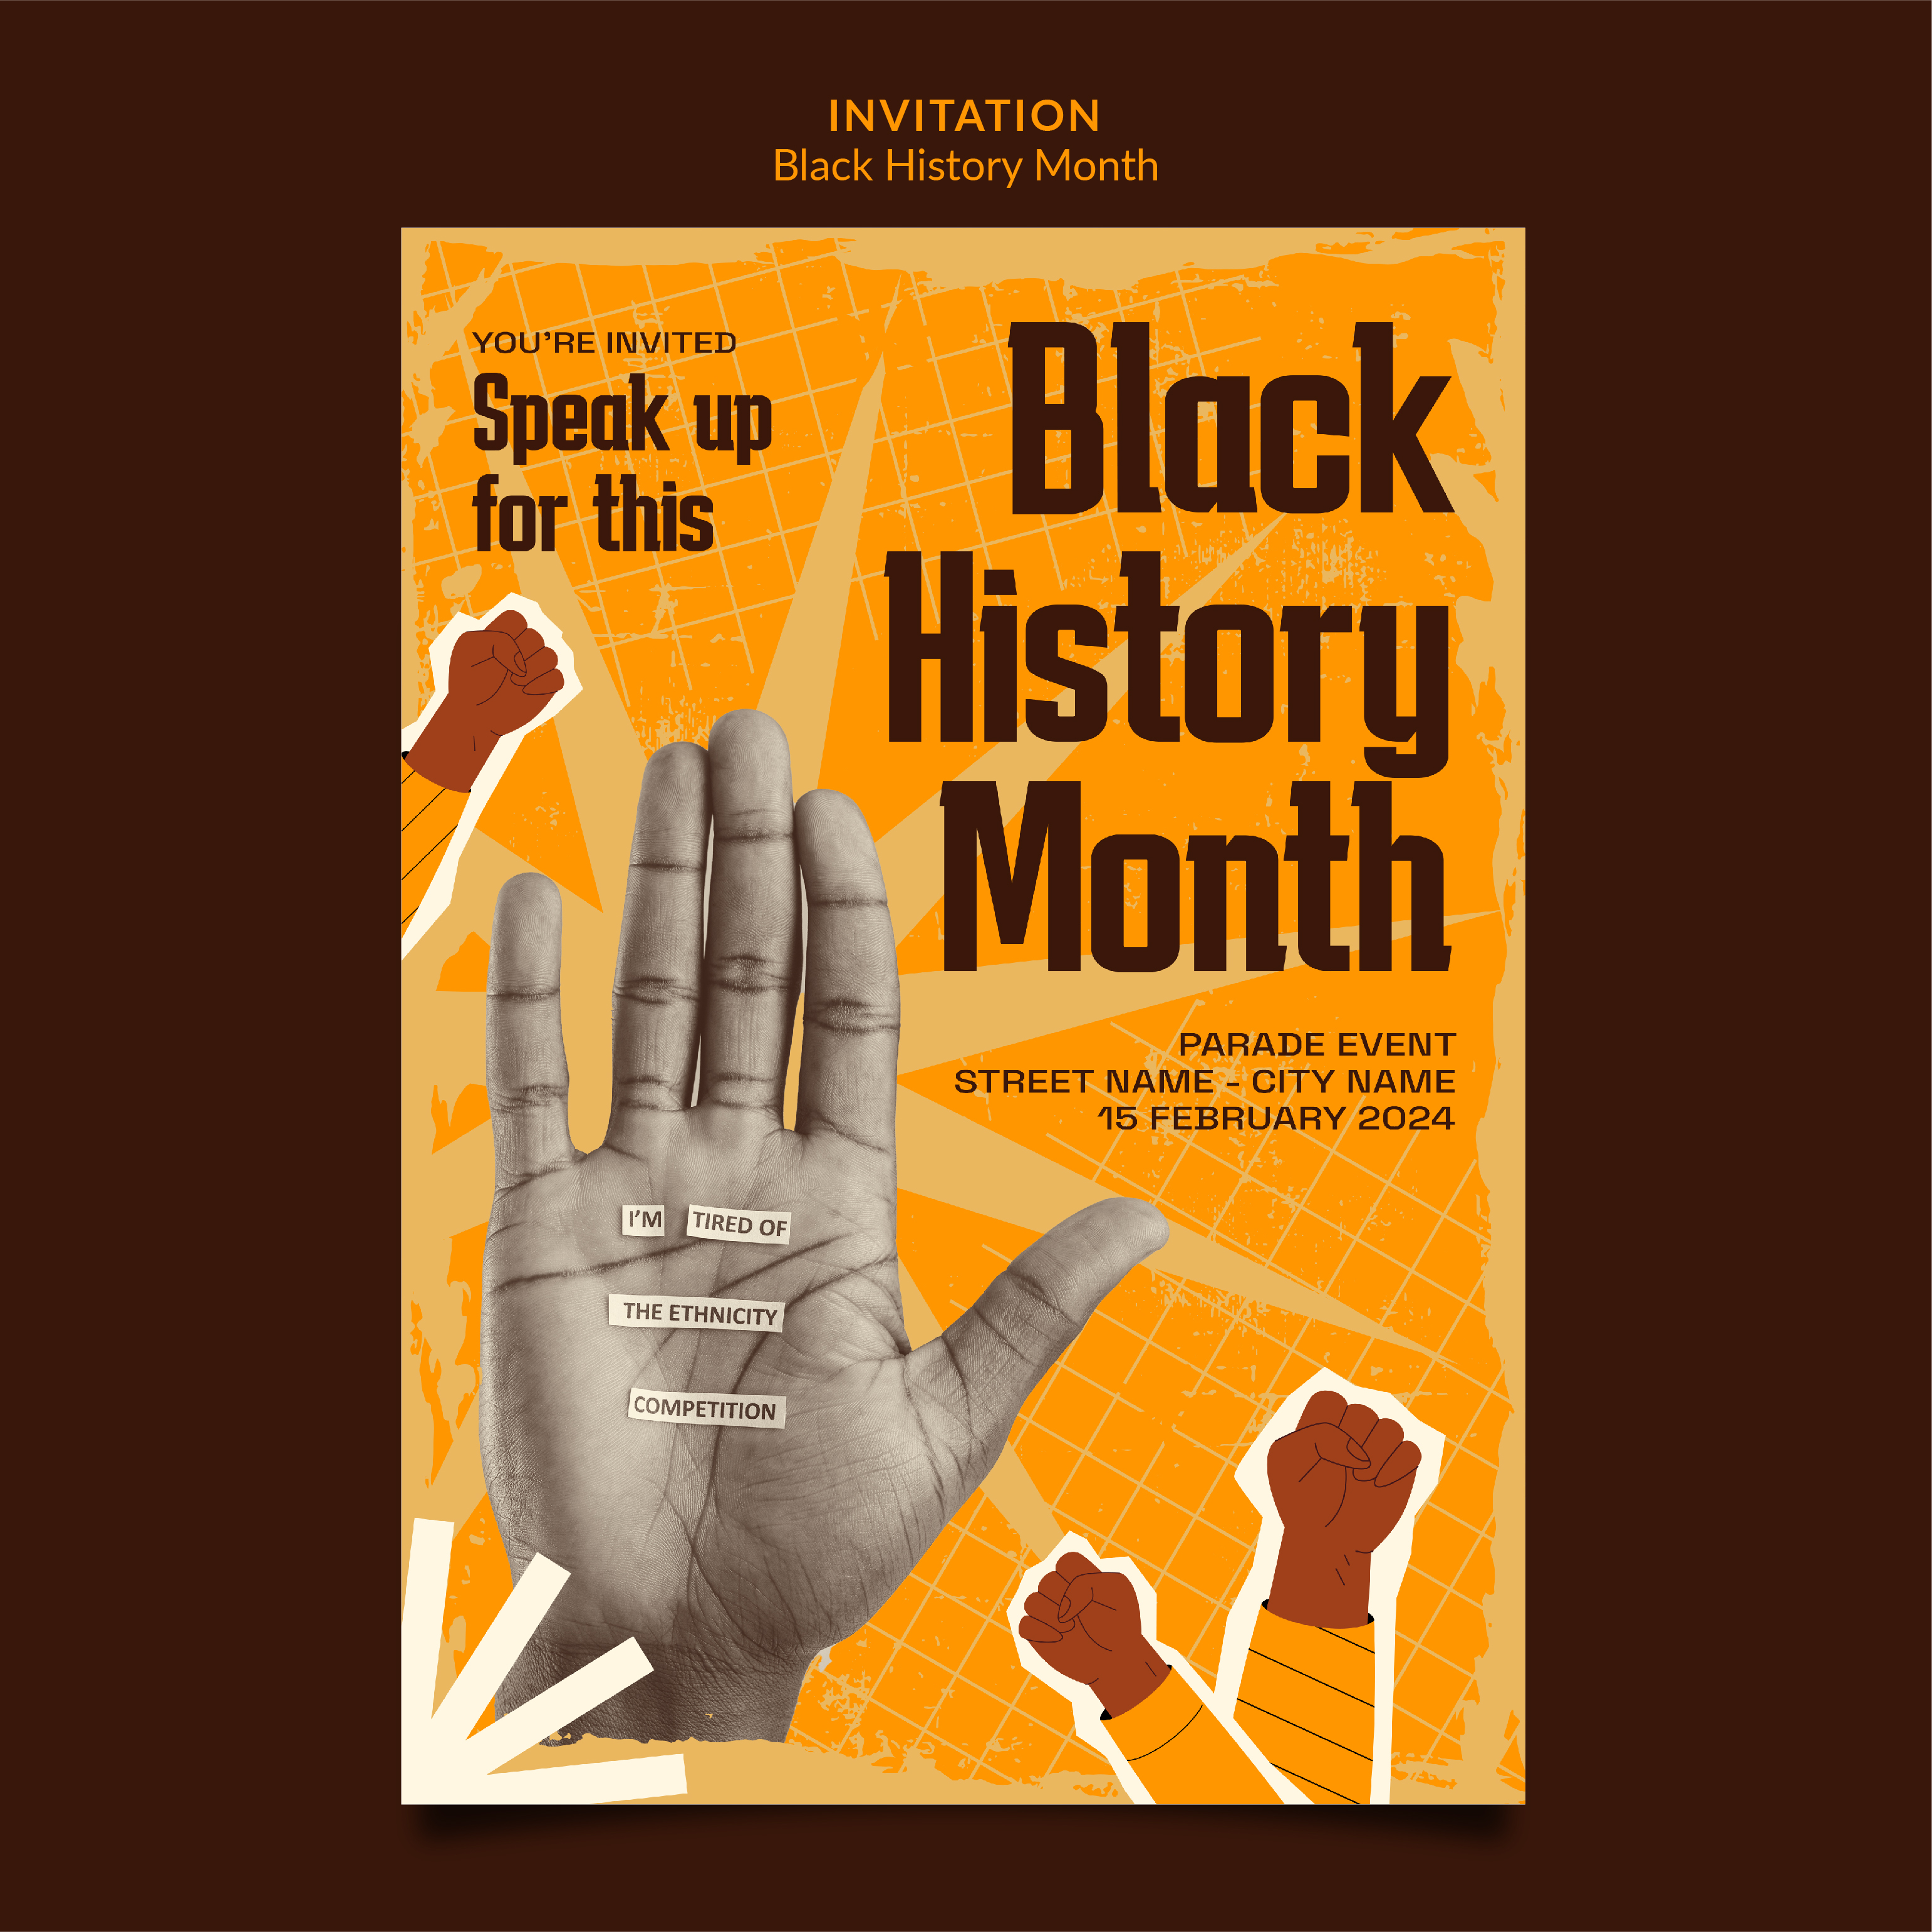 INVITATION
Black History Month
YOU'RE INVITED
Speak up
for this
Black
History
Month
PARADE EVENT
STREET NAME - CITY NAME
15 FEBRUARY 2024
I'M TIRED OF
THE ETHNICITY
COMPETITION